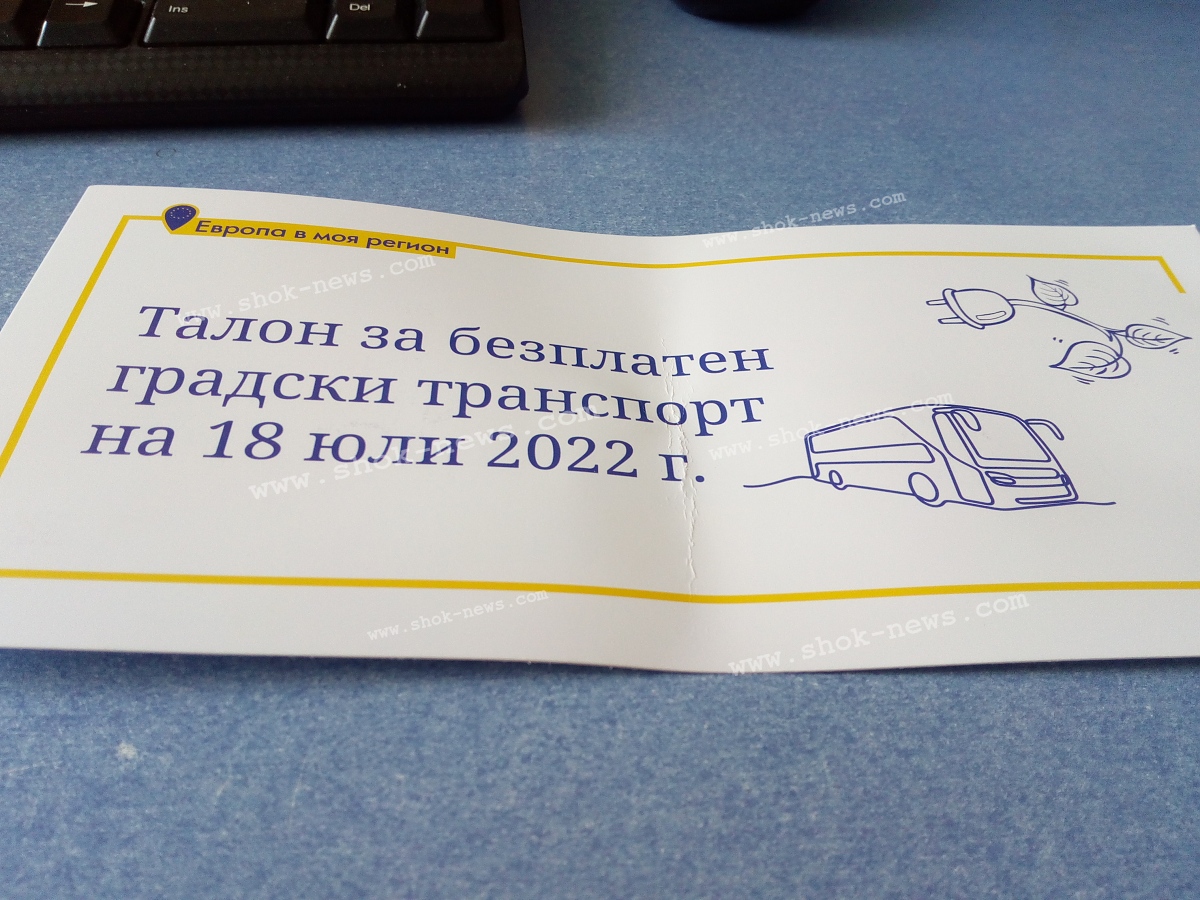 Ins
Del
Европа в моя регион
www.shok-news.com
www.shok-news.com
Талон за безплатен
градски транспорт
на 18 юли 2022 г.
www.shok-news.com
www.shok-news.com
www.shok-news.com
www.shok-news.com